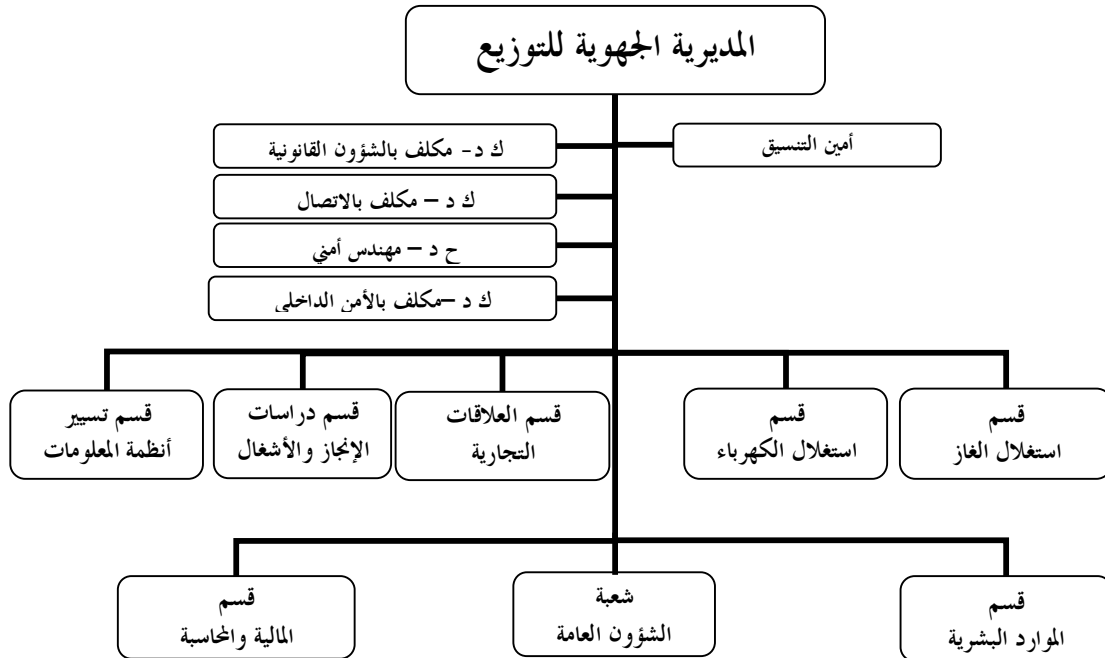 المديرية الجهوية للتوزيع
أمين التنسيق
ك د- مكلف بالشؤون القانونية
ك د – مكلف بالاتصال
ح د – مهندس أمني
ك د –مكلف بالأمن الداخلي
قسم
استغلال الغاز
قسم
استغلال الكهرباء
قسم العلاقات
التجارية
قسم دراسات
الإنجاز والأشغال
قسم تسيير
أنظمة المعلومات
قسم
الموارد البشرية
شعبة
الشؤون العامة
قسم
المالية والمحاسبة